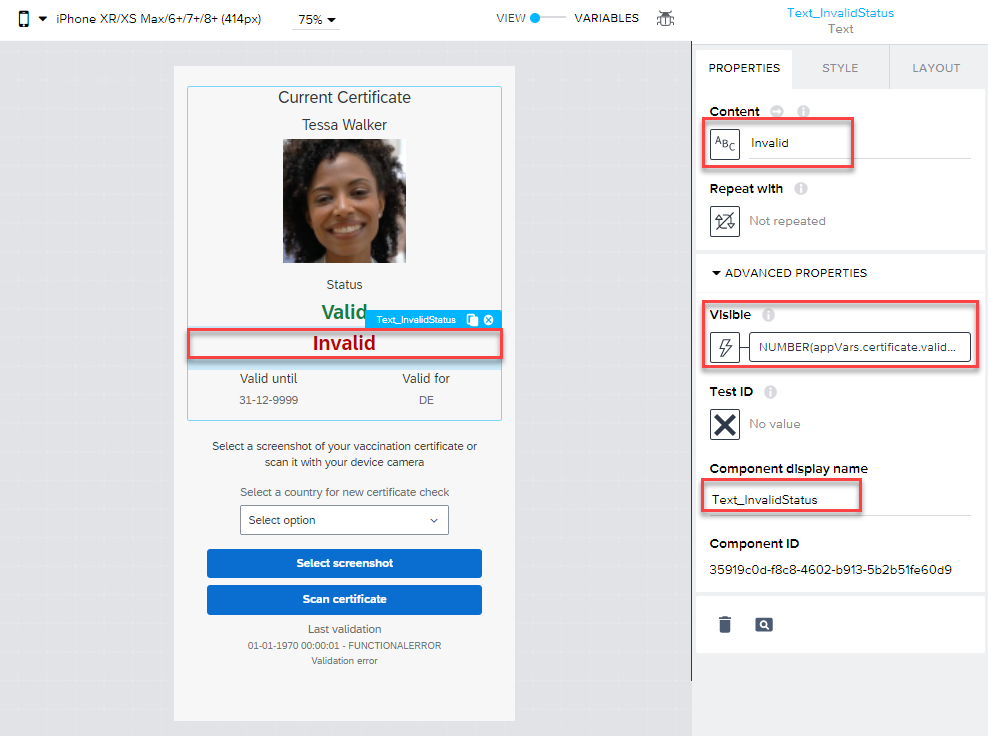 iPhone XR/XS Max/6+/7+/8+ (414px)
75%
VIEW
VARIABLES
Text_InvalidStatus
Text
PROPERTIES
STYLE
LAYOUT
Content
ABC
Invalid
Repeat with
Not repeated
ADVANCED PROPERTIES
Visible
NUMBER(appVars.certificate.valid...
Test ID
No value
Component display name
Text_InvalidStatus
Component ID
35919c0d-f8c8-4602-b913-5b2b51fe60d9
Current Certificate
Tessa Walker
Status
Valid
Text_InvalidStatus
Invalid
Valid until
Valid for
31-12-9999
DE
Select a screenshot of your vaccination certificate or
scan it with your device camera
Select a country for new certificate check
Select option
Select screenshot
Scan certificate
Last validation
01-01-1970 00:00:01 - FUNCTIONALERROR
Validation error